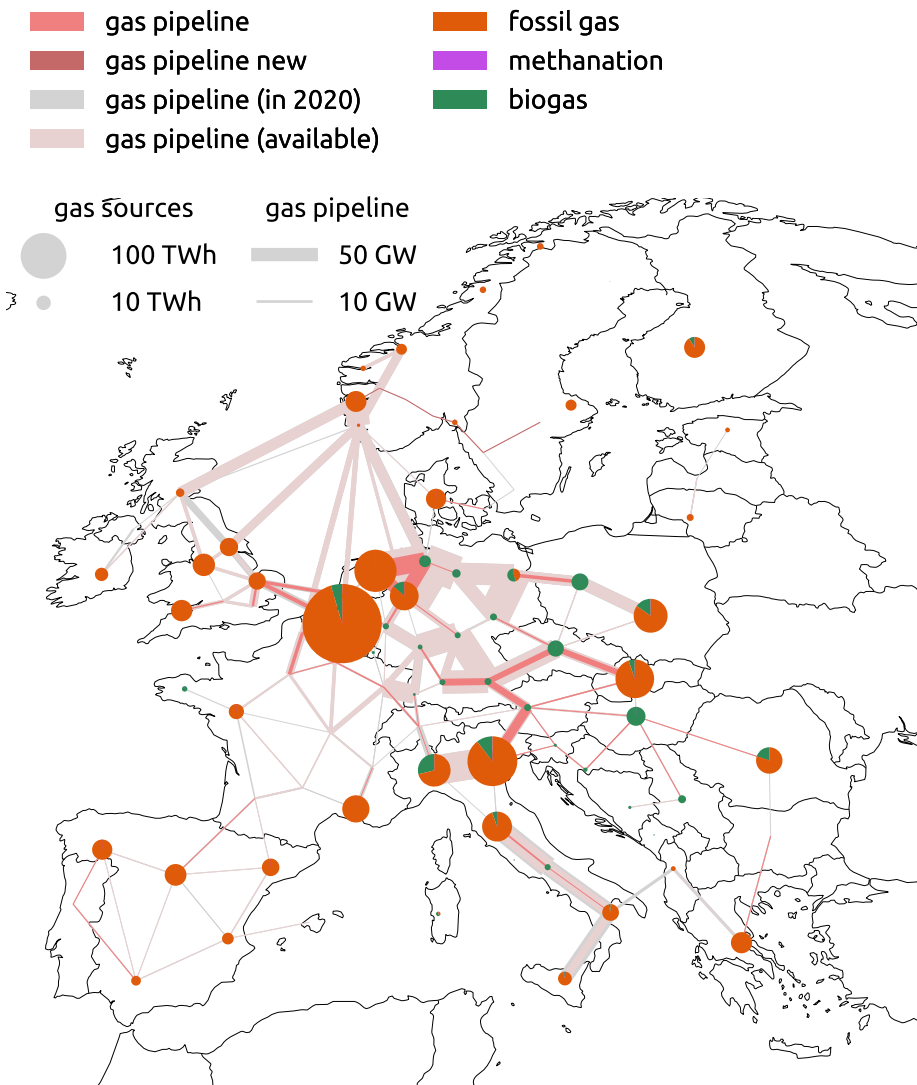 gas pipeline
gas pipeline new
gas pipeline (in 2020)
gas pipeline (available)
fossil gas
methanation
biogas
gas sources
100 TWh
10 TWh
gas pipeline
50 GW
10 GW